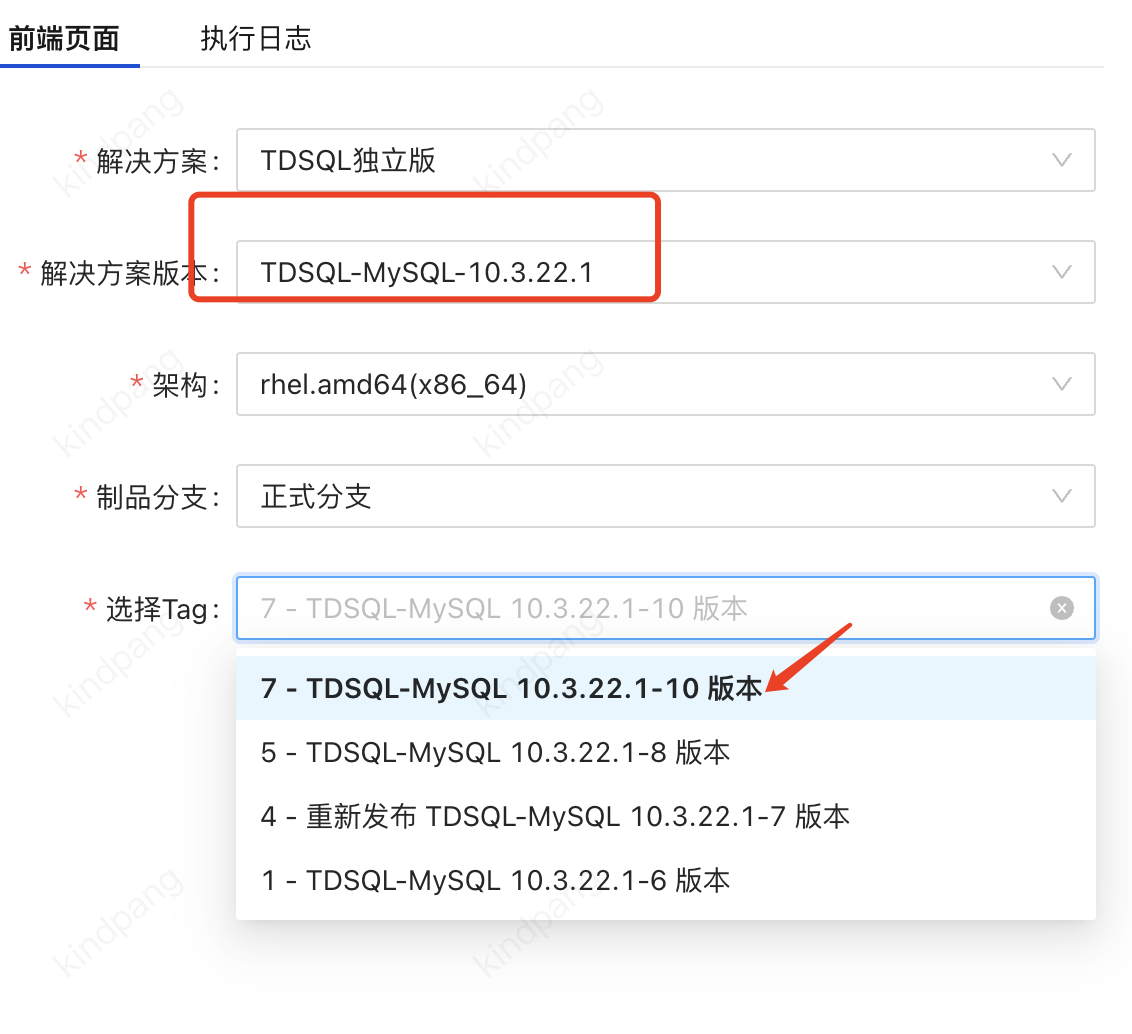 前端页面 执行日志
* 解决方案: TDSQL独立版
* 解决方案版本: TDSQL-MySQL-10.3.22.1
* 架构: rhel.amd64(x86_64)
* 制品分支: 正式分支
* 选择Tag: 7 - TDSQL-MySQL 10.3.22.1-10 版本
7 - TDSQL-MySQL 10.3.22.1-10 版本
5 - TDSQL-MySQL 10.3.22.1-8 版本
4 - 重新发布 TDSQL-MySQL 10.3.22.1-7 版本
1 - TDSQL-MySQL 10.3.22.1-6 版本
kindpang
kindpang
kindpang
kindpang
kindpang
kindpang
kindpang
kindpang